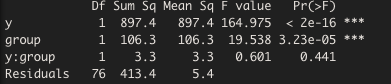 Df Sum Sq Mean Sq F value Pr(>F)
y 1 897.4 897.4 164.975 < 2e-16 ***
group 1 106.3 106.3 19.538 3.23e-05 ***
y:group 1 3.3 3.3 0.601 0.441
Residuals 76 413.4 5.4